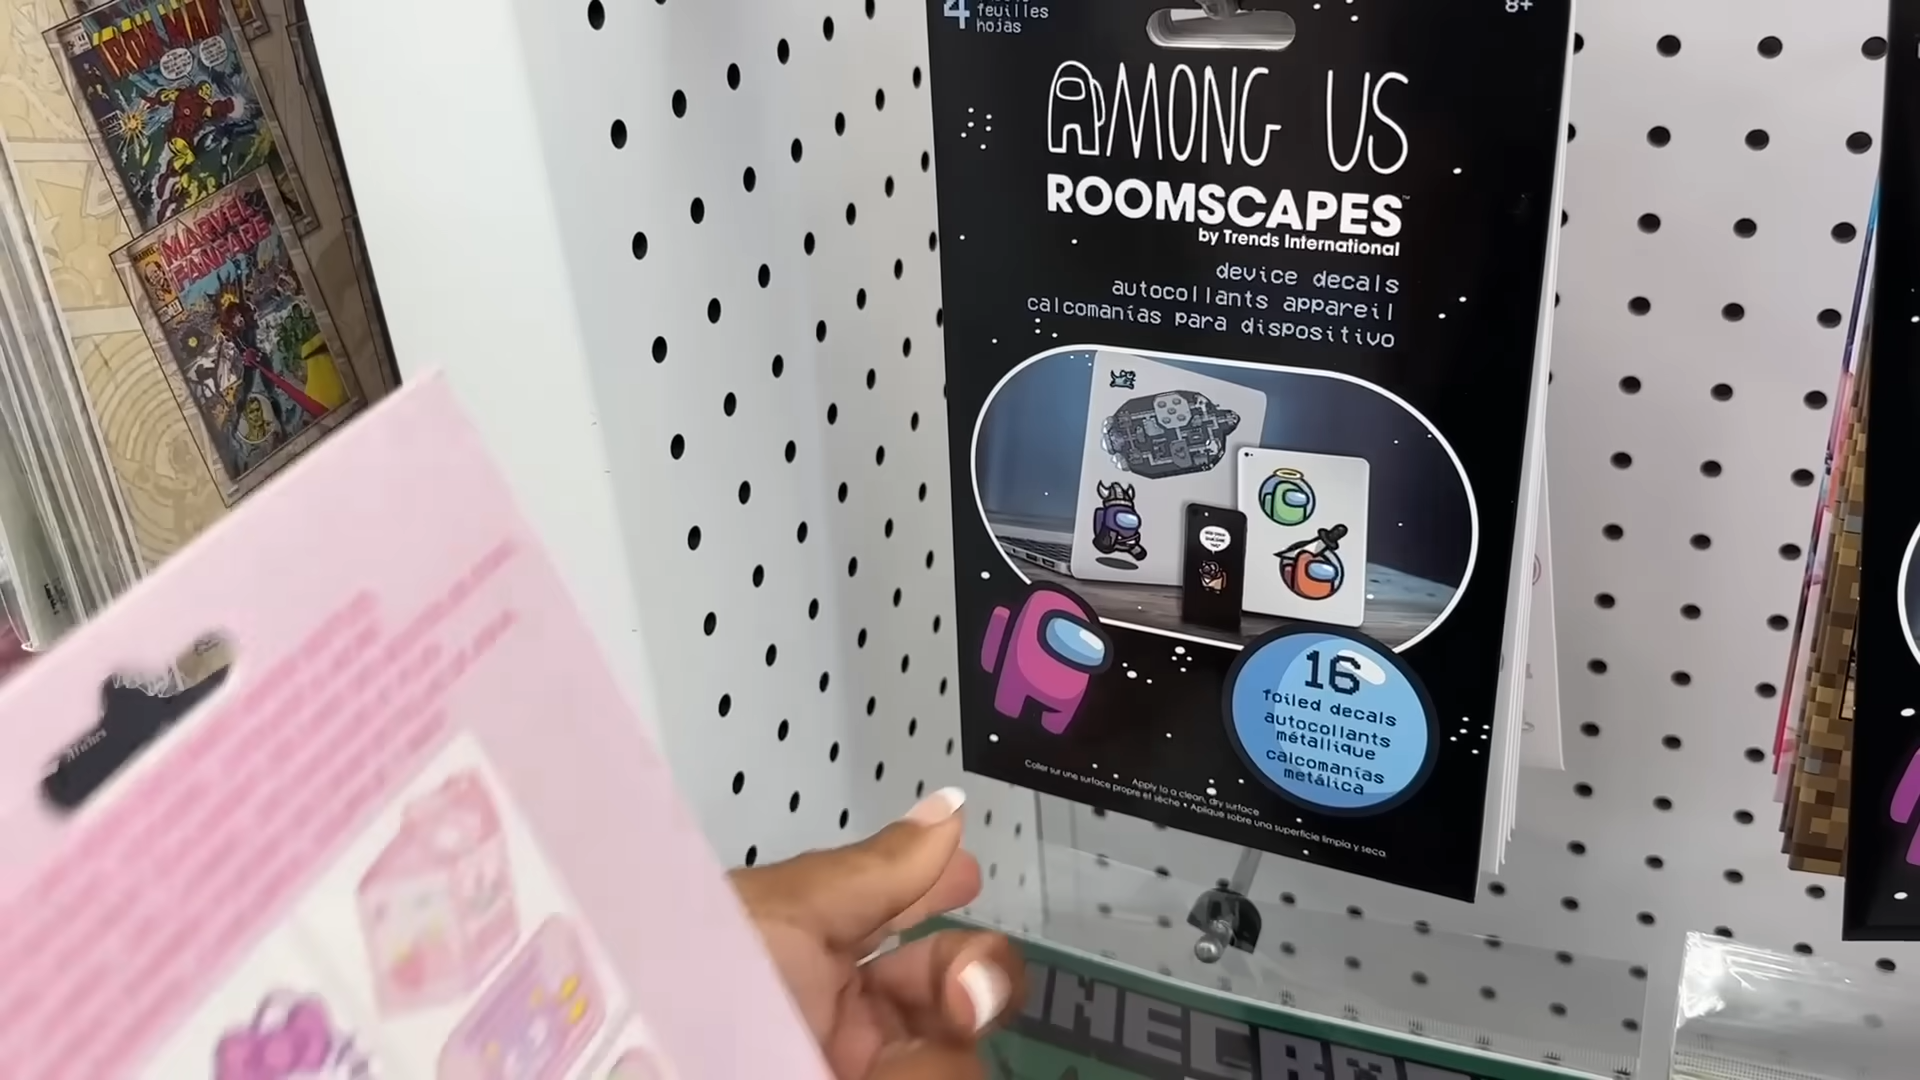 IRON MAN
MARVEL
FANFARE
4
feuilles
hojas
8+
AMONG US
ROOMSCAPES™
by Trends International
device decals
autocollants appareil
calcomanías para dispositivo
16
foiled decals
autocollants
métallique
calcomanías
metálica
Apply to a clean, dry surface
Coller sur une surface propre et sèche • Aplique sobre una superficie limpia y seca